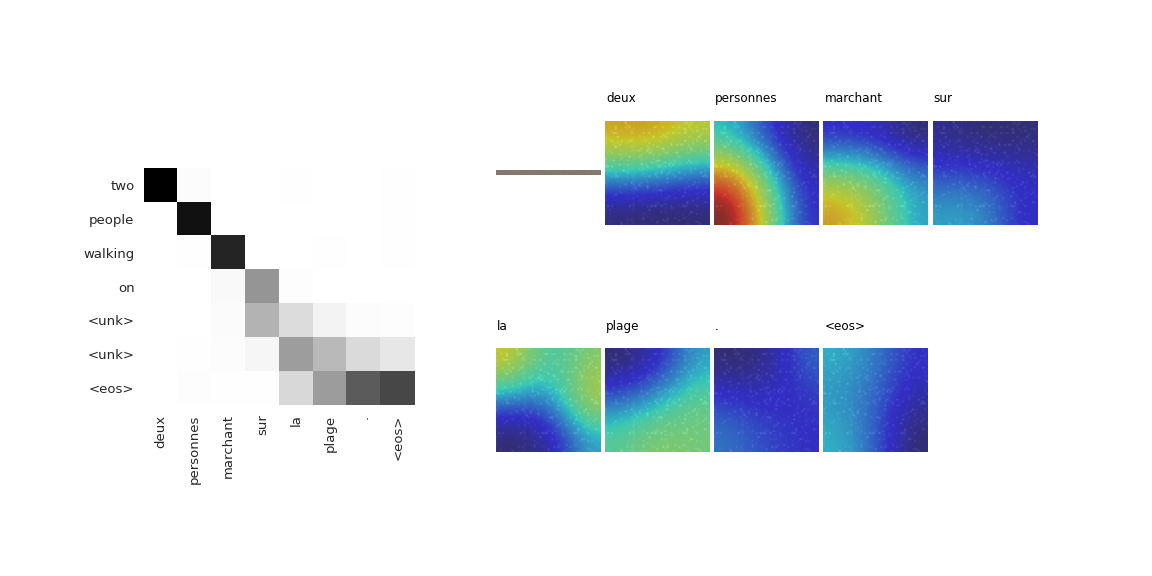 two
people
walking
on
<unk>
<unk>
<eos>
deux
personnes
marchant
sur
la
plage
.
<eos>
deux personnes marchant sur
la plage . <eos>